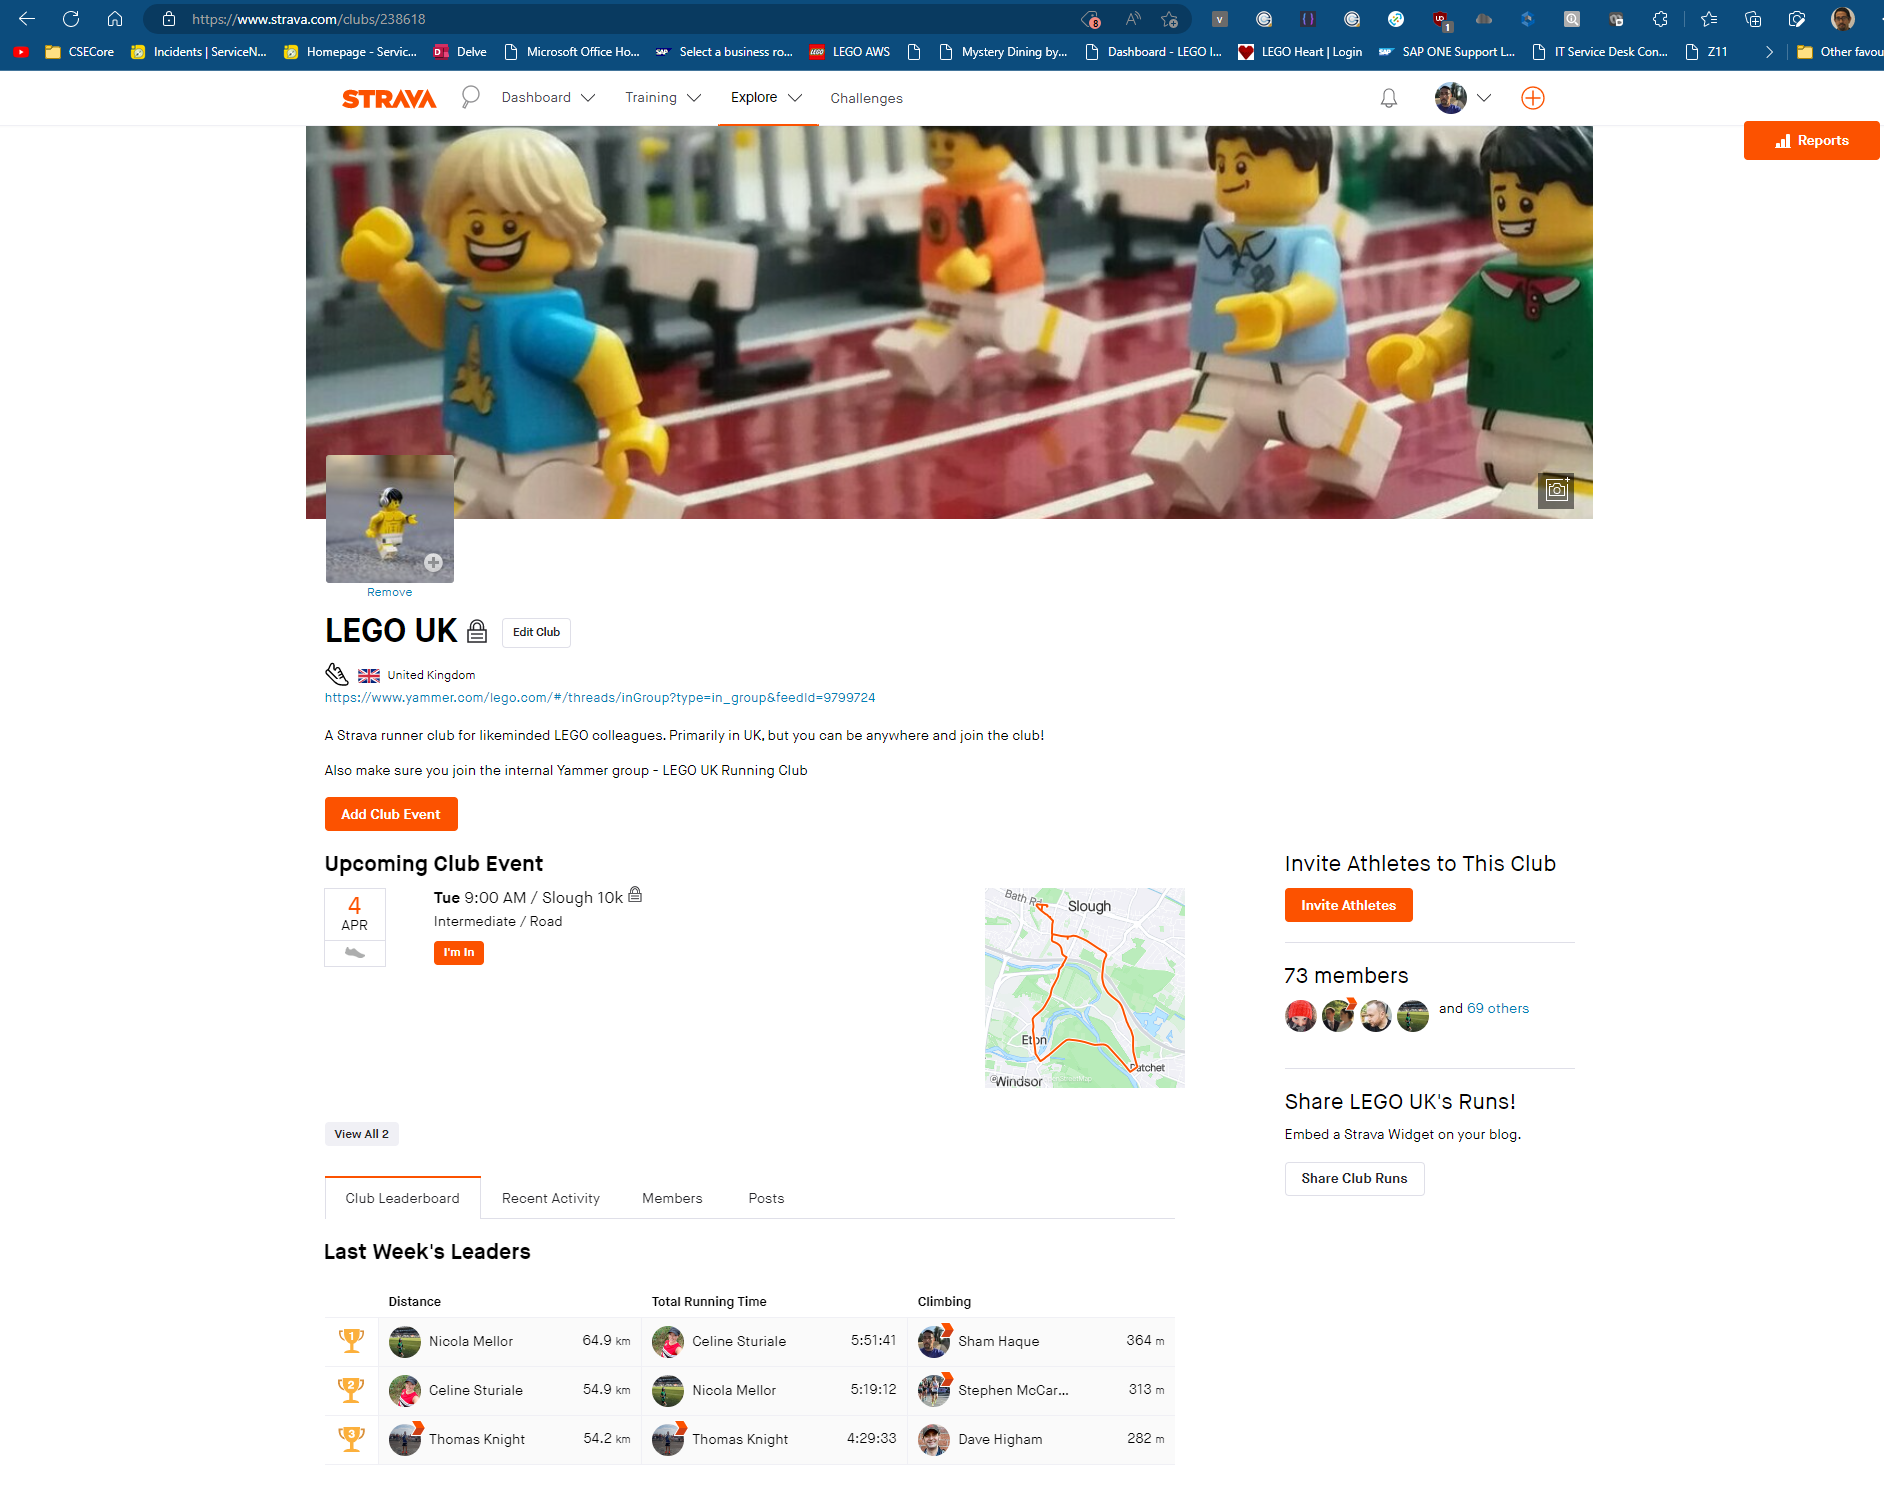 https://www.strava.com/clubs/238618
CSECore
Incidents | ServiceN...
Homepage - Servic...
Delve
Microsoft Office Ho...
Select a business ro...
LEGO AWS
Mystery Dining by...
Dashboard - LEGO I...
LEGO Heart | Login
SAP ONE Support L...
IT Service Desk Con...
Z11
Other favou
STRAVA
Dashboard
Training
Explore
Challenges
Reports
Remove
LEGO UK
Edit Club
United Kingdom
https://www.yammer.com/lego.com/#/threads/inGroup?type=in_group&feedId=9799724
A Strava runner club for likeminded LEGO colleagues. Primarily in UK, but you can be anywhere and join the club!
Also make sure you join the internal Yammer group - LEGO UK Running Club
Add Club Event
Upcoming Club Event
4
APR
Tue 9:00 AM / Slough 10k
Intermediate / Road
I'm In
Bath Rd
Slough
Eton
Datchet
Windsor
View All 2
Invite Athletes to This Club
Invite Athletes
73 members
and 69 others
Share LEGO UK's Runs!
Embed a Strava Widget on your blog.
Share Club Runs
Club Leaderboard
Recent Activity
Members
Posts
Last Week's Leaders
Distance
Total Running Time
Climbing
1 Nicola Mellor 64.9 km Celine Sturiale 5:51:41 Sham Haque 364 m
2 Celine Sturiale 54.9 km Nicola Mellor 5:19:12 Stephen McCar... 313 m
3 Thomas Knight 54.2 km Thomas Knight 4:29:33 Dave Higham 282 m